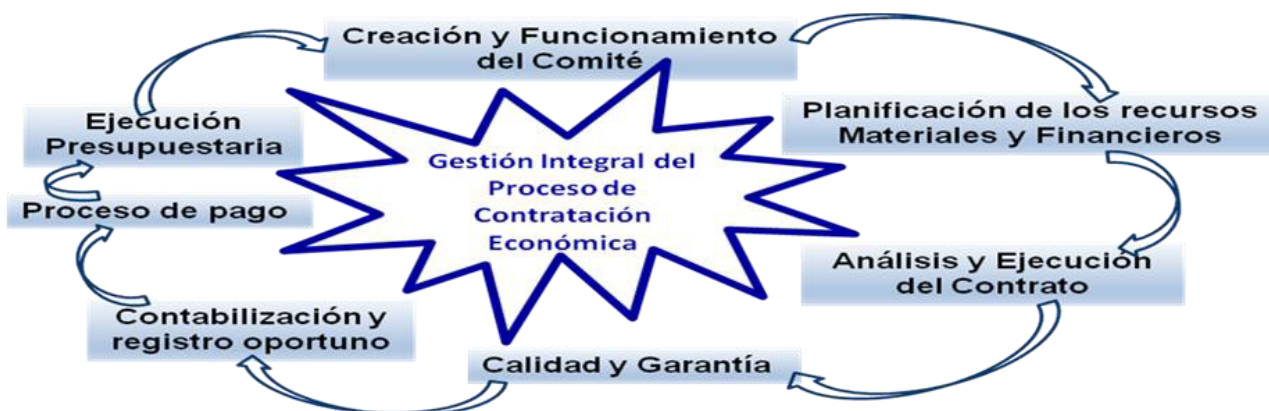 Creación y Funcionamiento
del Comité
Planificación de los recursos
Materiales y Financieros
Análisis y Ejecución
del Contrato
Calidad y Garantía
Contabilización y
registro oportuno
Proceso de pago
Ejecución
Presupuestaria
Gestión Integral del
Proceso de
Contratación
Económica